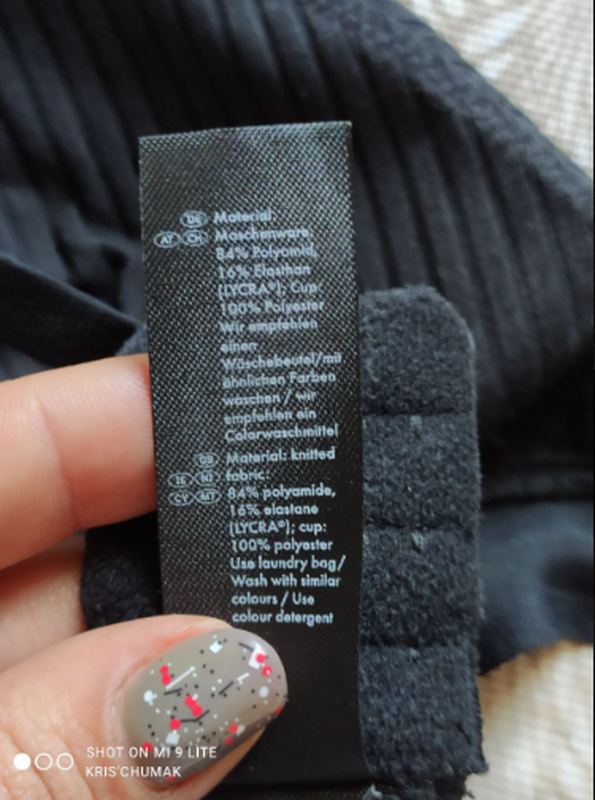 DE Material:
AT CH Maschenware
84% Polyamid,
16% Elasthan
(LYCRA®); Cup:
100% Polyester
Wir empfehlen
einen
Wäschebeutel/mit
ähnlichen Farben
waschen / wir
empfehlen ein
Colorwaschmittel
GB Material: knitted
IE NI fabric:
CY MT 84% polyamide,
16% elastane
(LYCRA®); cup:
100% polyester
Use laundry bag/
Wash with similar
colours / Use
colour detergent
SHOT ON MI 9 LITE
KRIS'CHUMAK